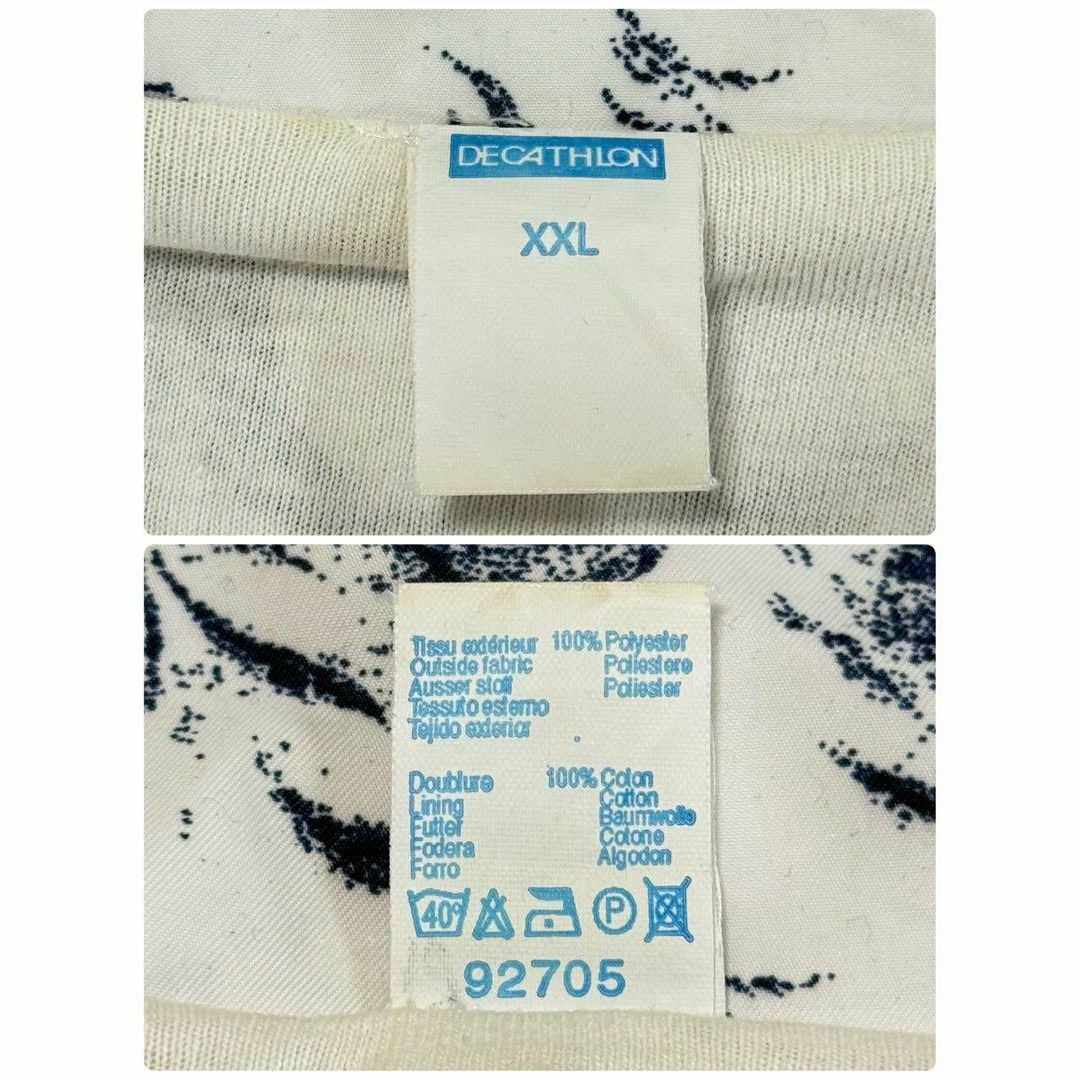 DECATHLON
XXL
Tissu extérieur 100% Polyester
Outside fabric Poliestere
Ausser stoff Poliester
Tessuto esterno
Tejido exterior
Doublure 100% Coton
Lining Cotton
Futter Baumwolle
Fodera Cotone
Forro Algodon
40° P
92705